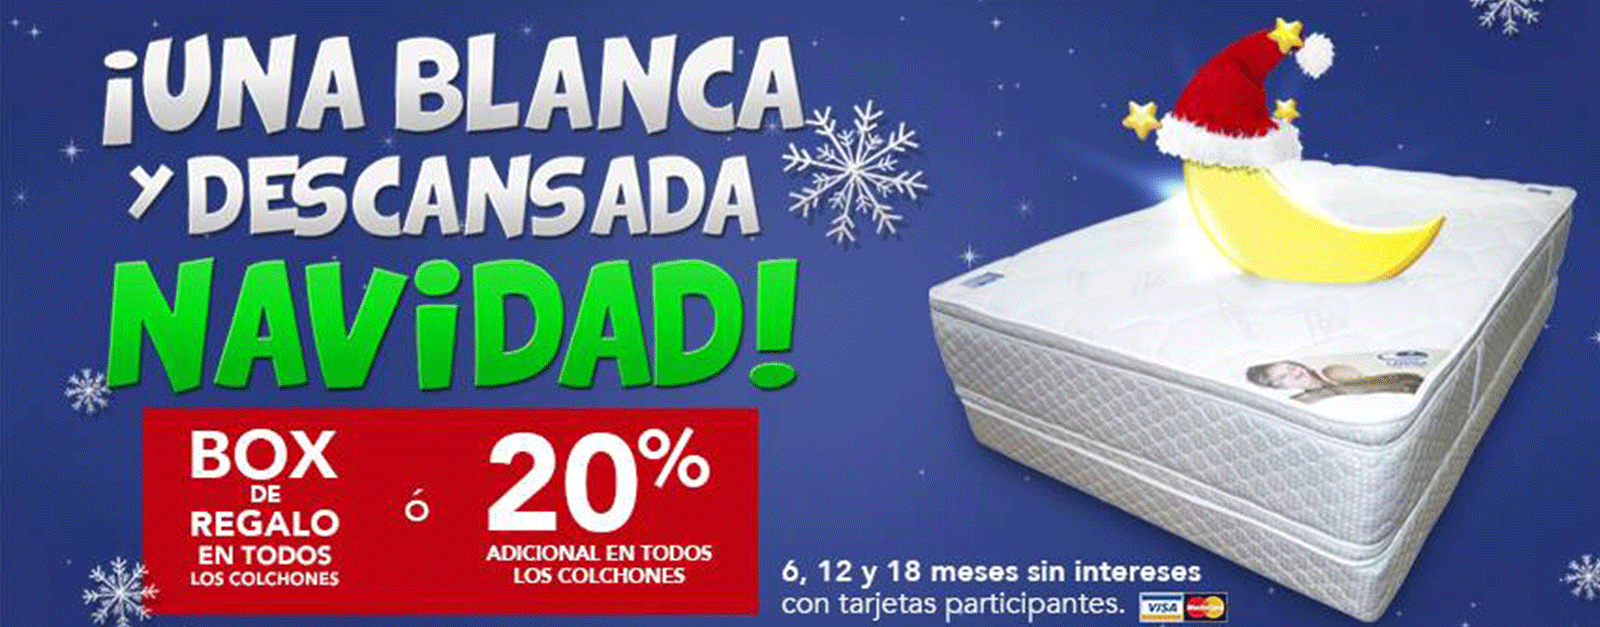 ¡UNA BLANCA
Y DESCANSADA
NAViDAD!
BOX
DE
REGALO
EN TODOS
LOS COLCHONES
ó
20%
ADICIONAL EN TODOS
LOS COLCHONES
6, 12 y 18 meses sin intereses
con tarjetas participantes.
VISA
MasterCard